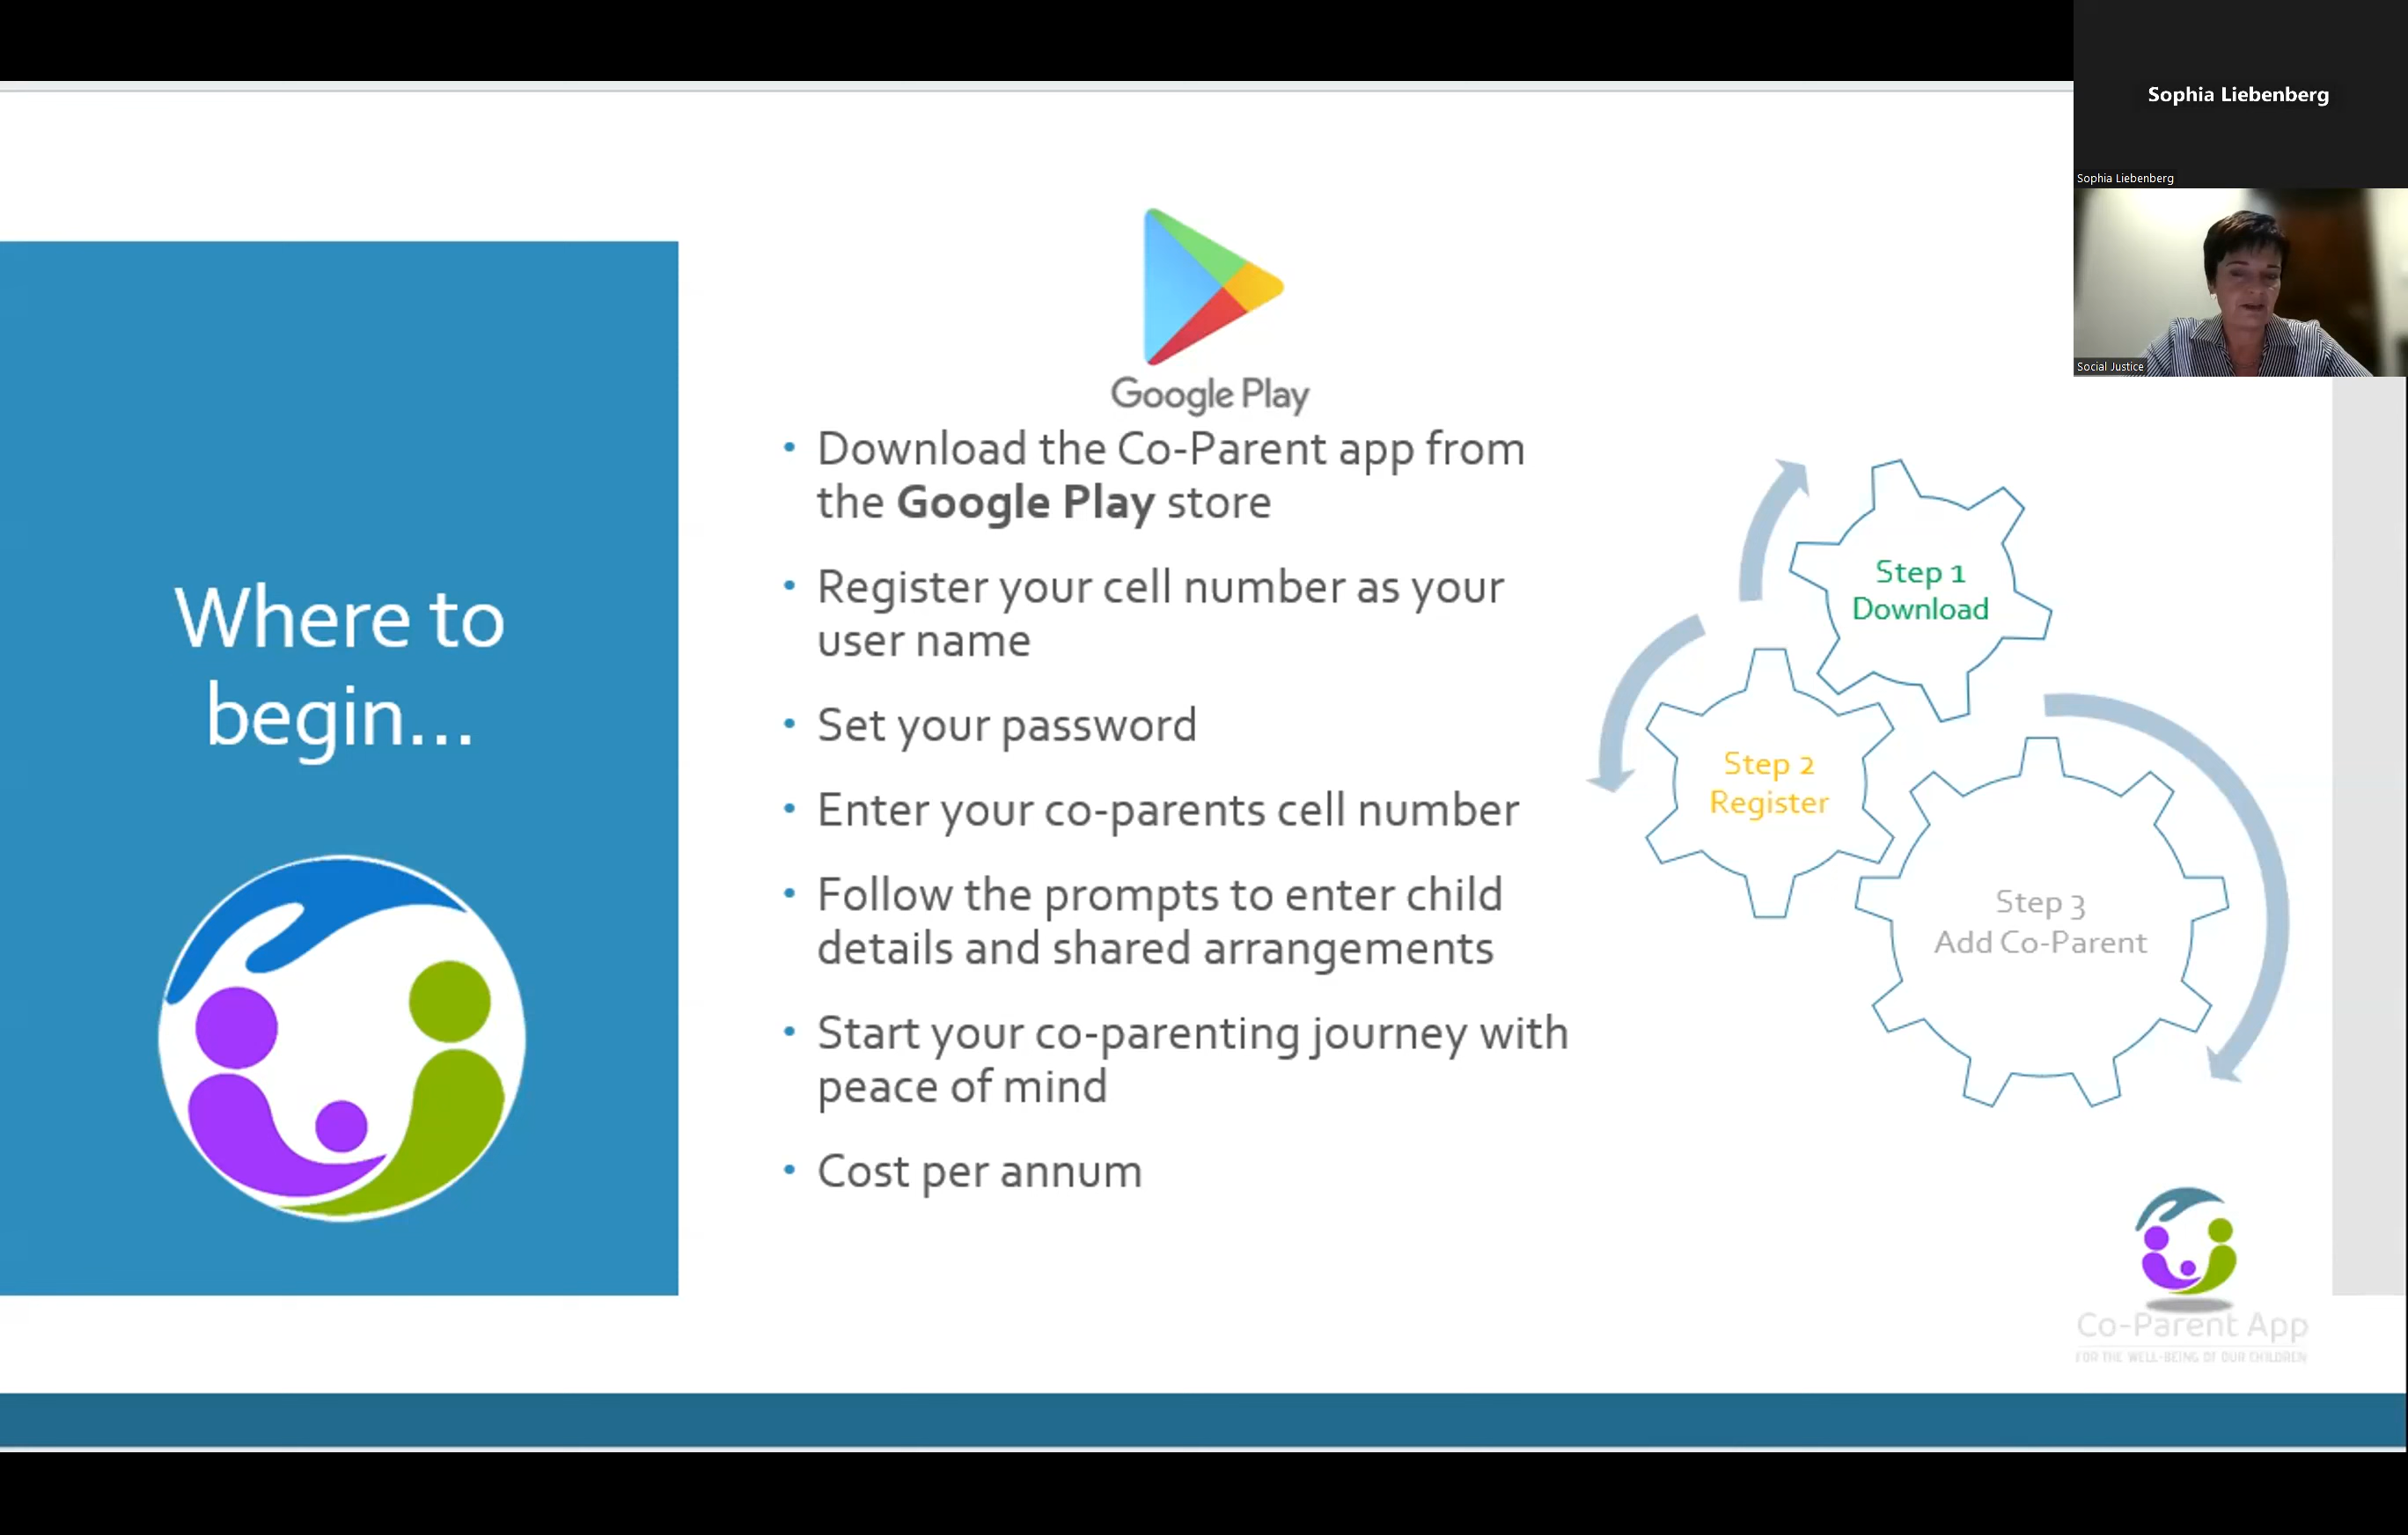 Sophia Liebenberg
Sophia Liebenberg
Social Justice
Where to
begin...
Google Play
• Download the Co-Parent app from
the Google Play store
• Register your cell number as your
user name
• Set your password
• Enter your co-parents cell number
• Follow the prompts to enter child
details and shared arrangements
• Start your co-parenting journey with
peace of mind
• Cost per annum
Step 1
Download
Step 2
Register
Step 3
Add Co-Parent
Co-Parent App
FOR THE WELL-BEING OF OUR CHILDREN